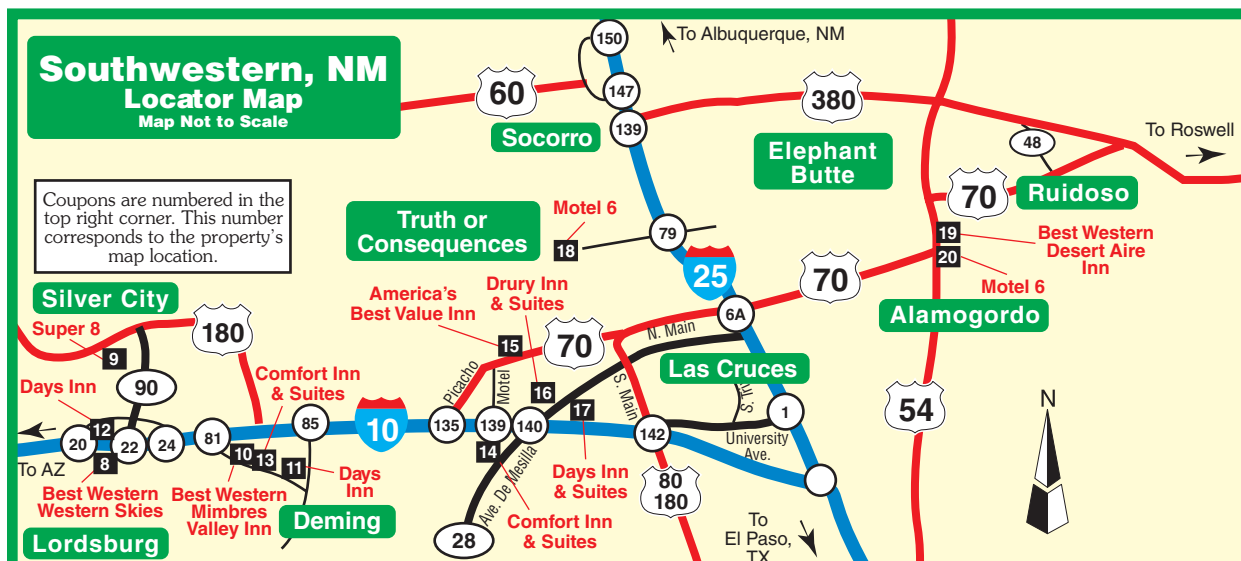 Southwestern, NM
Locator Map
Map Not to Scale
Coupons are numbered in the
top right corner. This number
corresponds to the property's
map location.
150
To Albuquerque, NM
60
147
139
Socorro
380
Elephant
Butte
48
To Roswell
70
Ruidoso
Truth or
Consequences
Motel 6
18
79
25
19
Best Western
Desert Aire
Inn
20
Motel 6
Alamogordo
70
6A
Silver City
Super 8
9
180
90
America's
Best Value Inn
15
Drury Inn
& Suites
16
70
N. Main
S. Main
Picacho
Motel
Las Cruces
1
University
Ave.
54
N
Days Inn
12
Comfort Inn
& Suites
20
22
24
81
85
10
135
139
140
17
142
To AZ
8
Best Western
Western Skies
Lordsburg
10
13
11
Best Western
Mimbres
Valley Inn
Days
Inn
Deming
14
Ave. De Mesilla
28
Comfort Inn
& Suites
Days Inn
& Suites
80
180
To
El Paso,
TX